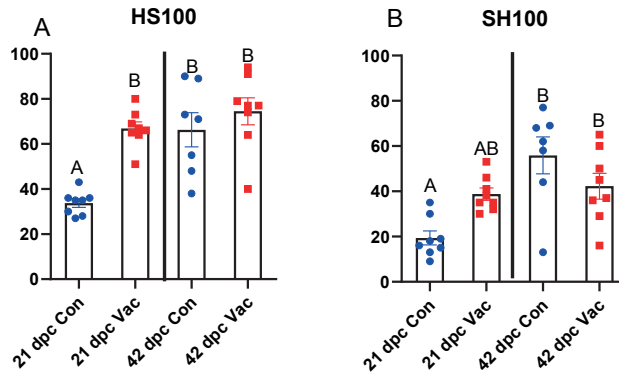 A
HS100
100
80
60
40
20
0
A
B
B
B
21 dpc Con
21 dpc Vac
42 dpc Con
42 dpc Vac
B
SH100
100
80
60
40
20
0
A
AB
B
B
21 dpc Con
21 dpc Vac
42 dpc Con
42 dpc Vac